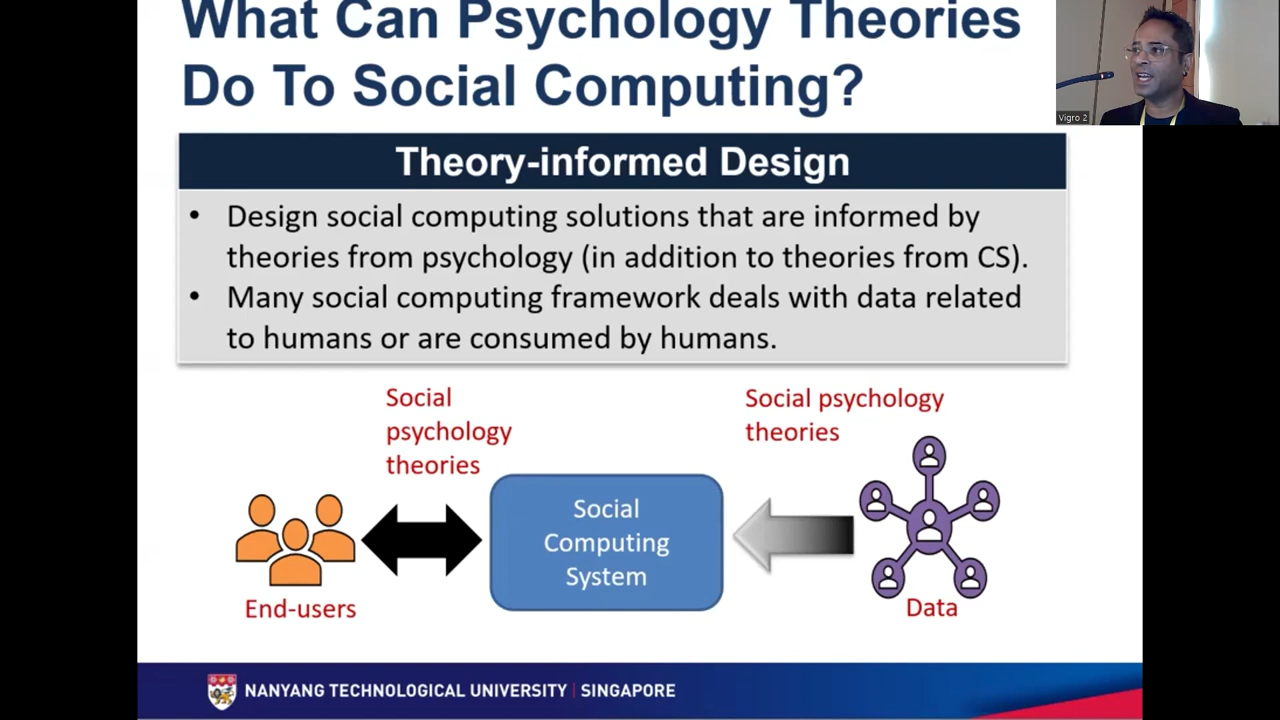 What Can Psychology Theories
Do To Social Computing?
Vigro 2
Theory-informed Design
• Design social computing solutions that are informed by
theories from psychology (in addition to theories from CS).
• Many social computing framework deals with data related
to humans or are consumed by humans.
Social
psychology
theories
Social psychology
theories
Social
Computing
System
End-users
Data
NANYANG TECHNOLOGICAL UNIVERSITY | SINGAPORE